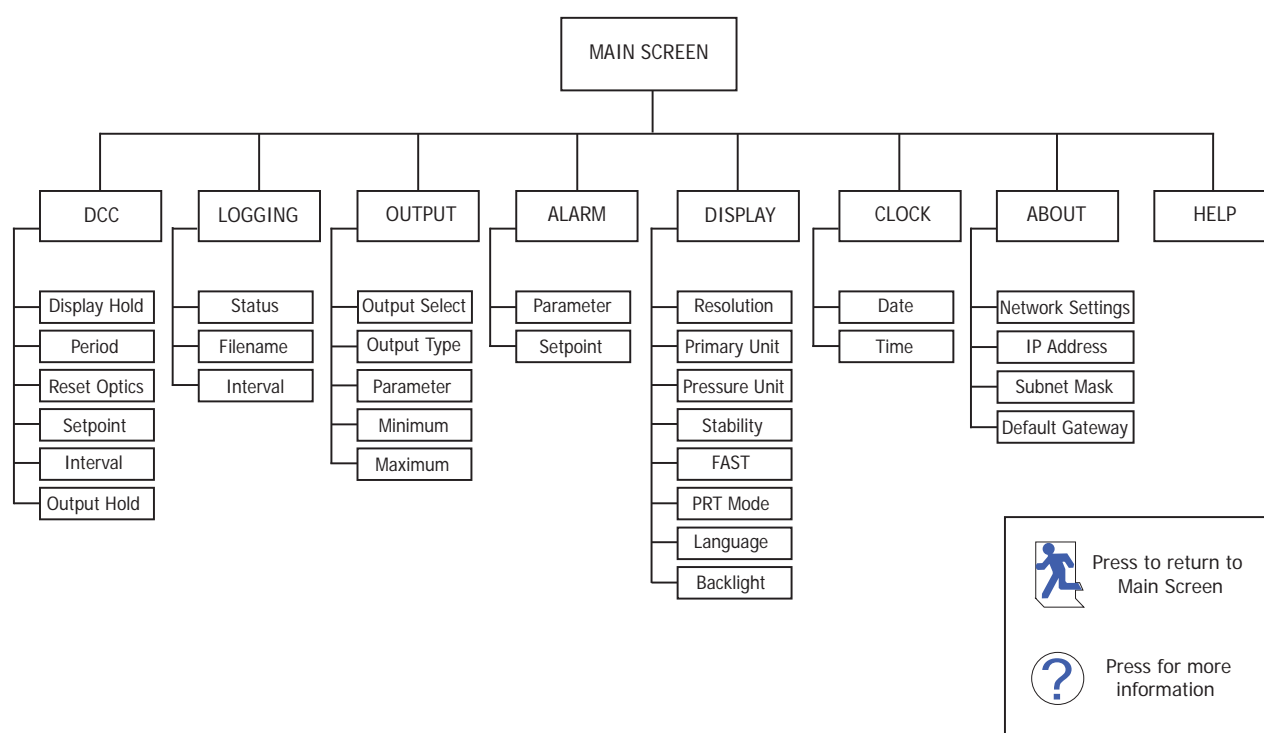 MAIN SCREEN
DCC
LOGGING
OUTPUT
ALARM
DISPLAY
CLOCK
ABOUT
HELP
Display Hold
Period
Reset Optics
Setpoint
Interval
Output Hold
Status
Filename
Interval
Output Select
Output Type
Parameter
Minimum
Maximum
Parameter
Setpoint
Resolution
Primary Unit
Pressure Unit
Stability
FAST
PRT Mode
Language
Backlight
Date
Time
Network Settings
IP Address
Subnet Mask
Default Gateway
Press to return to
Main Screen
?
Press for more
information